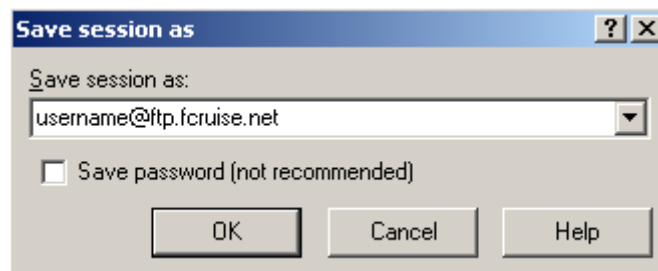 Save session as
Save session as:
username@ftp.fcruise.net
Save password (not recommended)
OK Cancel Help